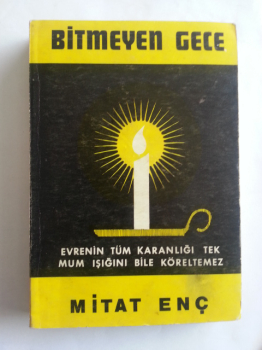 BİTMEYEN GECE
EVRENİN TÜM KARANLIĞI TEK
MUM IŞIĞINI BİLE KÖRELTEMEZ
MİTAT ENÇ